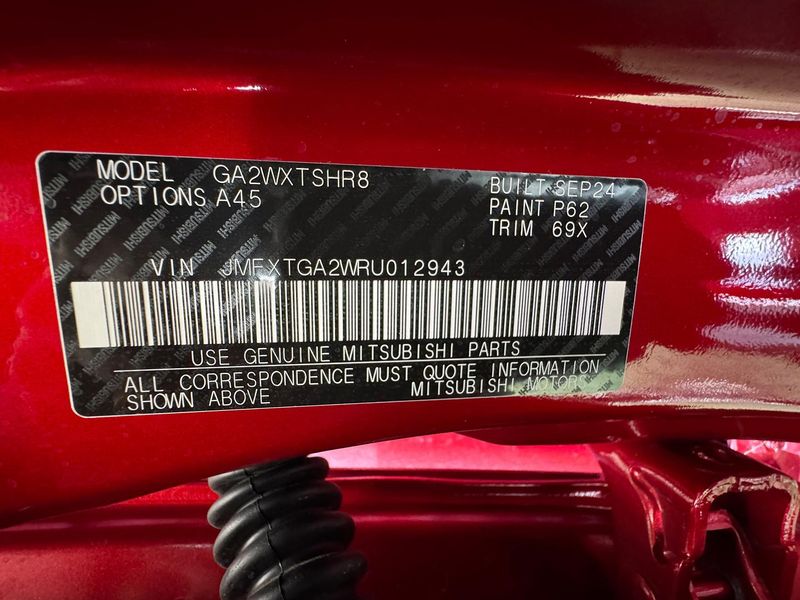 MODEL GA2WXTSHR8
OPTIONS A45
BUILT SEP24
PAINT P62
TRIM 69X
VIN JMFXTGA2WRU012943
USE GENUINE MITSUBISHI PARTS
ALL CORRESPONDENCE MUST QUOTE INFORMATION
SHOWN ABOVE MITSUBISHI MOTORS